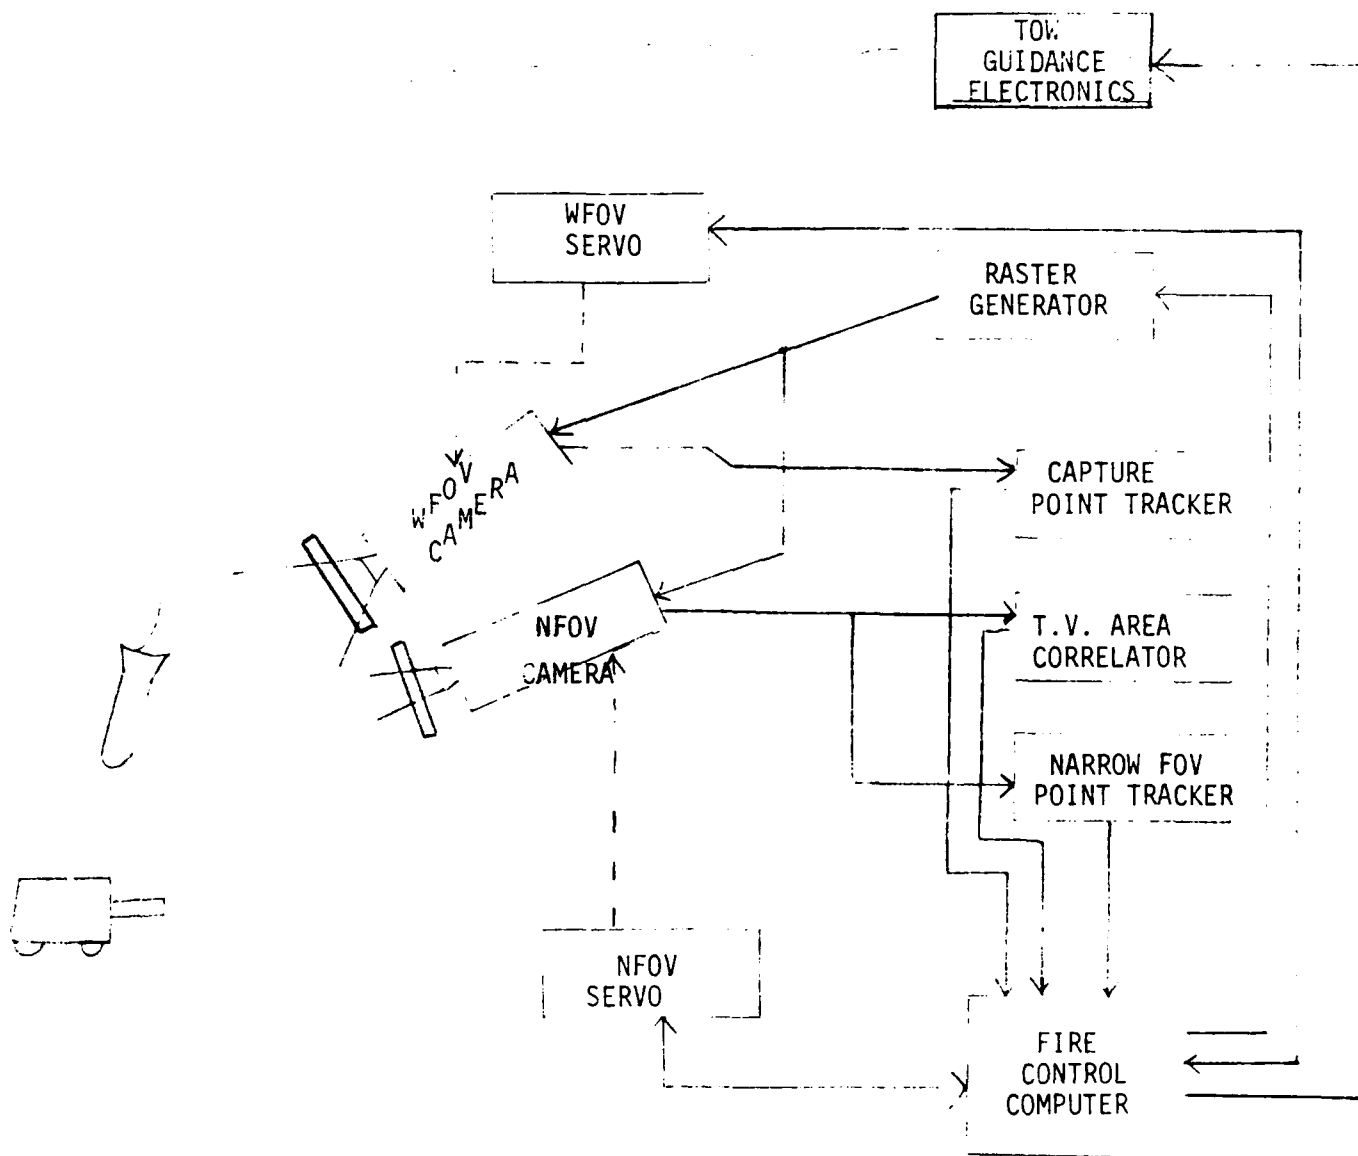 TOW
GUIDANCE
ELECTRONICS
WFOV
SERVO
RASTER
GENERATOR
WFOV
CAMERA
CAPTURE
POINT TRACKER
NFOV
CAMERA
T.V. AREA
CORRELATOR
NARROW FOV
POINT TRACKER
NFOV
SERVO
FIRE
CONTROL
COMPUTER